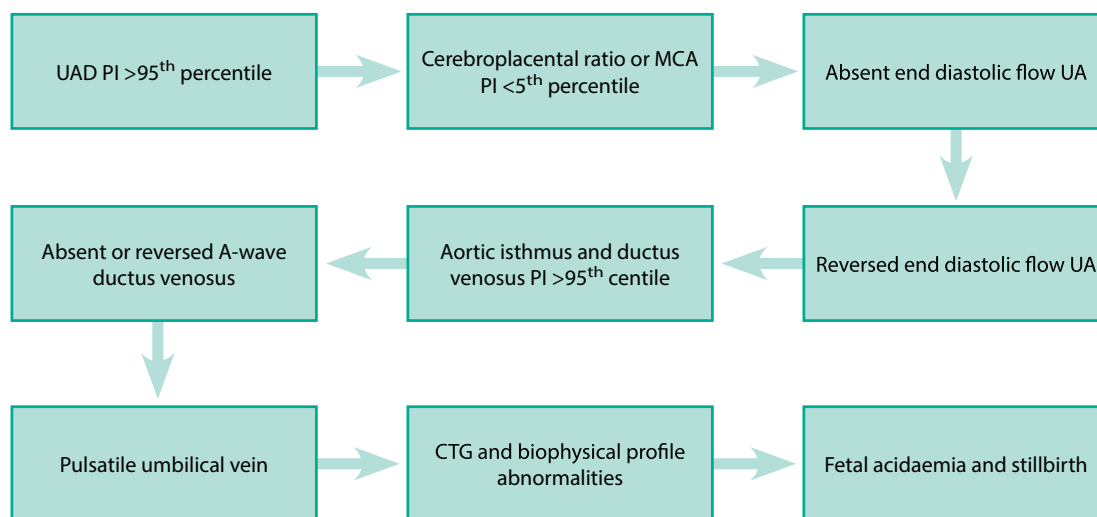 UAD PI >95th percentile
Cerebroplacental ratio or MCA
PI <5th percentile
Absent end diastolic flow UA
Reversed end diastolic flow UA
Aortic isthmus and ductus
venosus PI >95th centile
Absent or reversed A-wave
ductus venosus
Pulsatile umbilical vein
CTG and biophysical profile
abnormalities
Fetal acidaemia and stillbirth